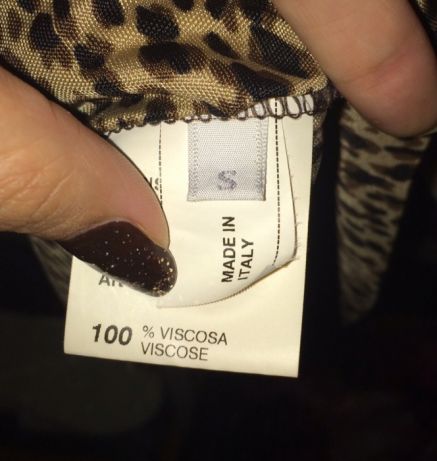 S
MADE IN
ITALY
100 % VISCOSA
VISCOSE